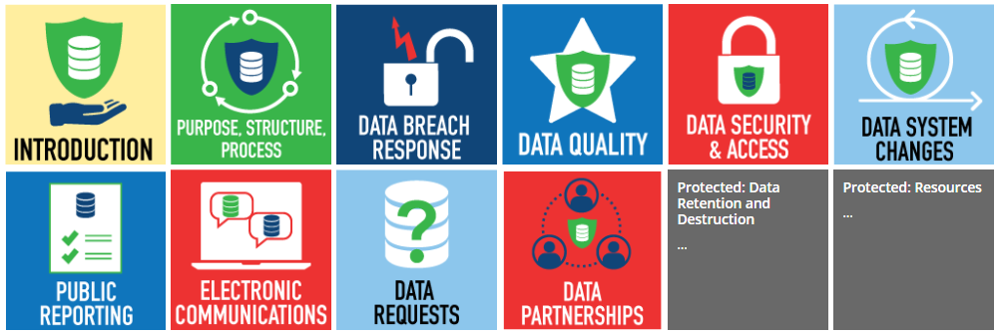 INTRODUCTION
PURPOSE, STRUCTURE,
PROCESS
DATA BREACH
RESPONSE
DATA QUALITY
DATA SECURITY
& ACCESS
DATA SYSTEM
CHANGES
PUBLIC
REPORTING
ELECTRONIC
COMMUNICATIONS
?
DATA
REQUESTS
DATA
PARTNERSHIPS
Protected: Data
Retention and
Destruction
...
Protected: Resources
...